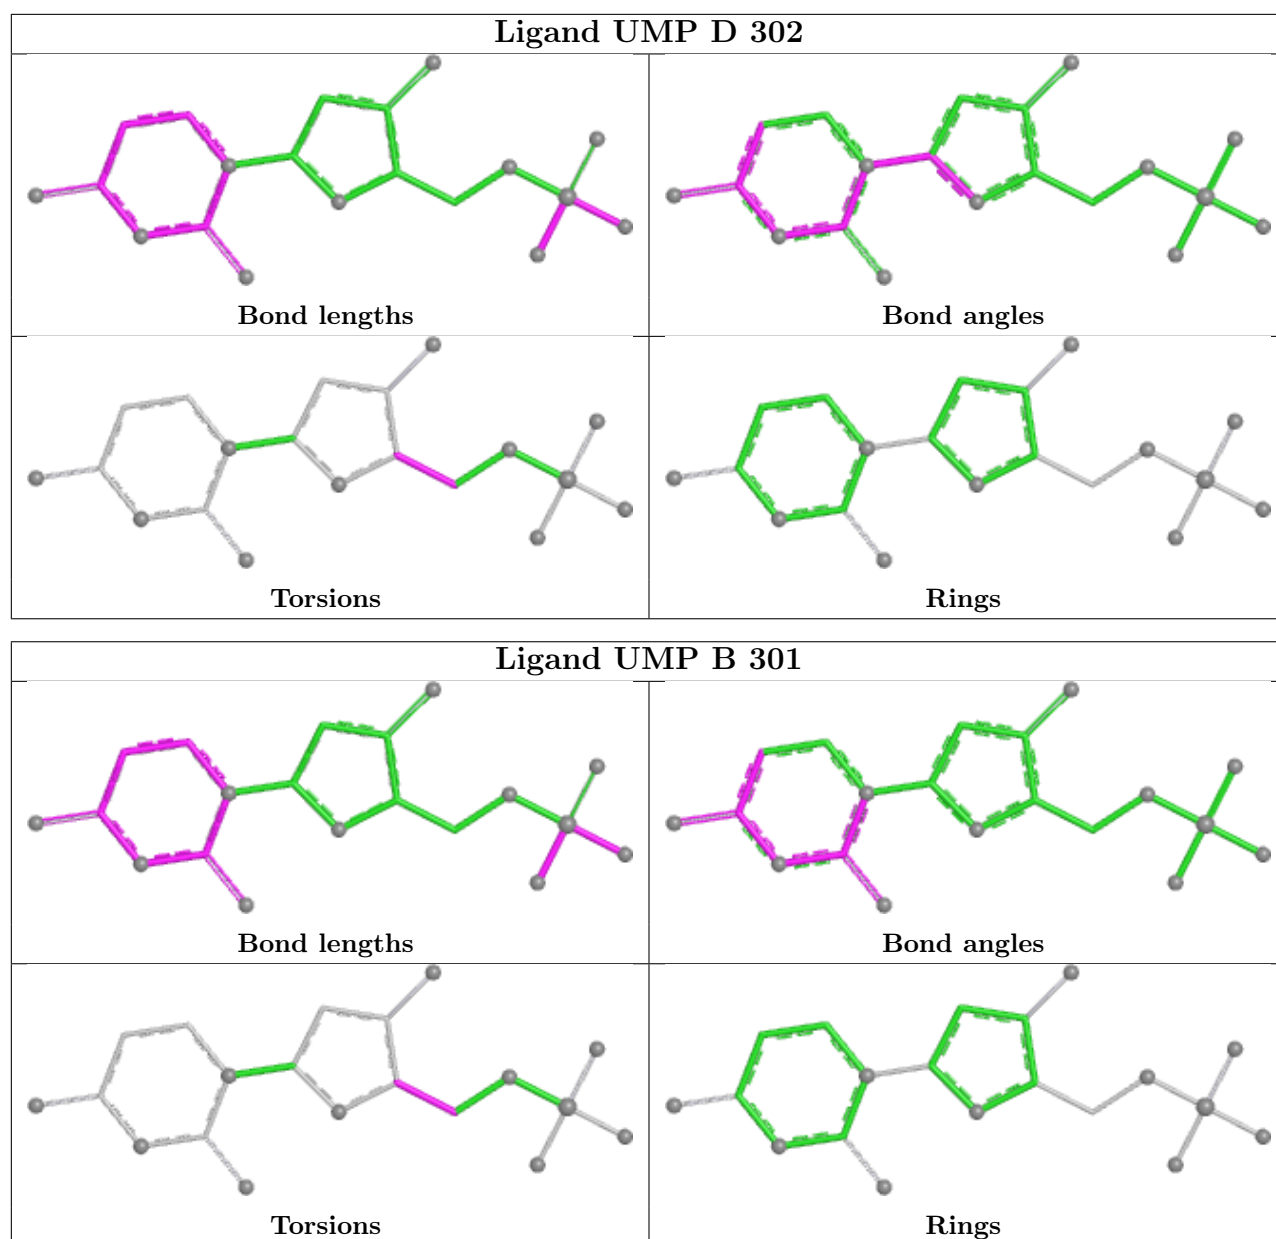 Ligand UMP D 302
Bond lengths
Bond angles
Torsions
Rings
Ligand UMP B 301
Bond lengths
Bond angles
Torsions
Rings